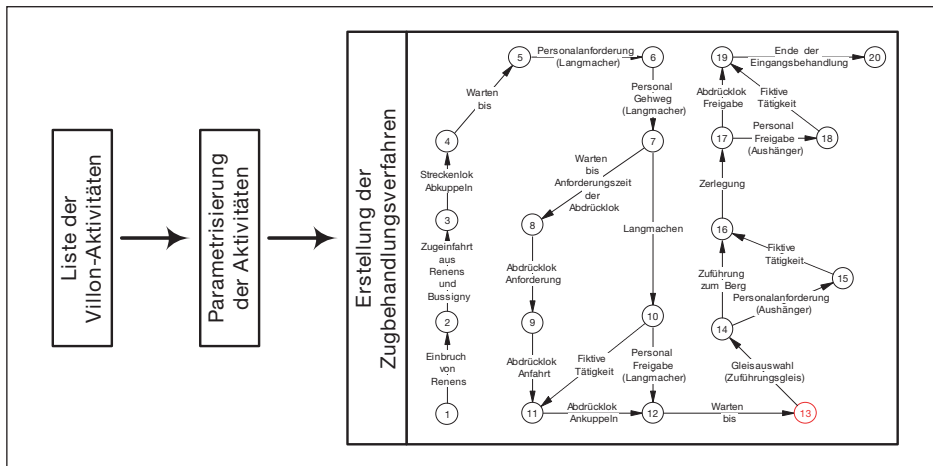 Liste der
Villon-Aktivitäten
Parametrisierung
der Aktivitäten
Erstellung der
Zugbehandlungsverfahren
1
Einbruch von
Renens
2
Zugeinfahrt
aus
Renens
und
Bussigny
3
Streckenlok
Abkuppeln
4
Warten
bis
5
Personalanforderung
(Langmacher)
6
Personal
Gehweg
(Langmacher)
7
Warten
bis
Anforderungszeit
der
Abdrücklok
8
Abdrücklok
Anforderung
9
Abdrücklok
Anfahrt
Langmachen
10
Fiktive
Tätigkeit
Personal
Freigabe
(Langmacher)
11
Abdrücklok
Ankuppeln
12
Warten
bis
13
Gleisauswahl
(Zuführungsgleis)
14
Zuführung
zum Berg
Personalanforderung
(Aushänger)
15
Fiktive
Tätigkeit
16
Zerlegung
17
Personal
Freigabe
(Aushänger)
18
Abdrücklok
Freigabe
Fiktive
Tätigkeit
19
Ende der
Eingangsbehandlung
20